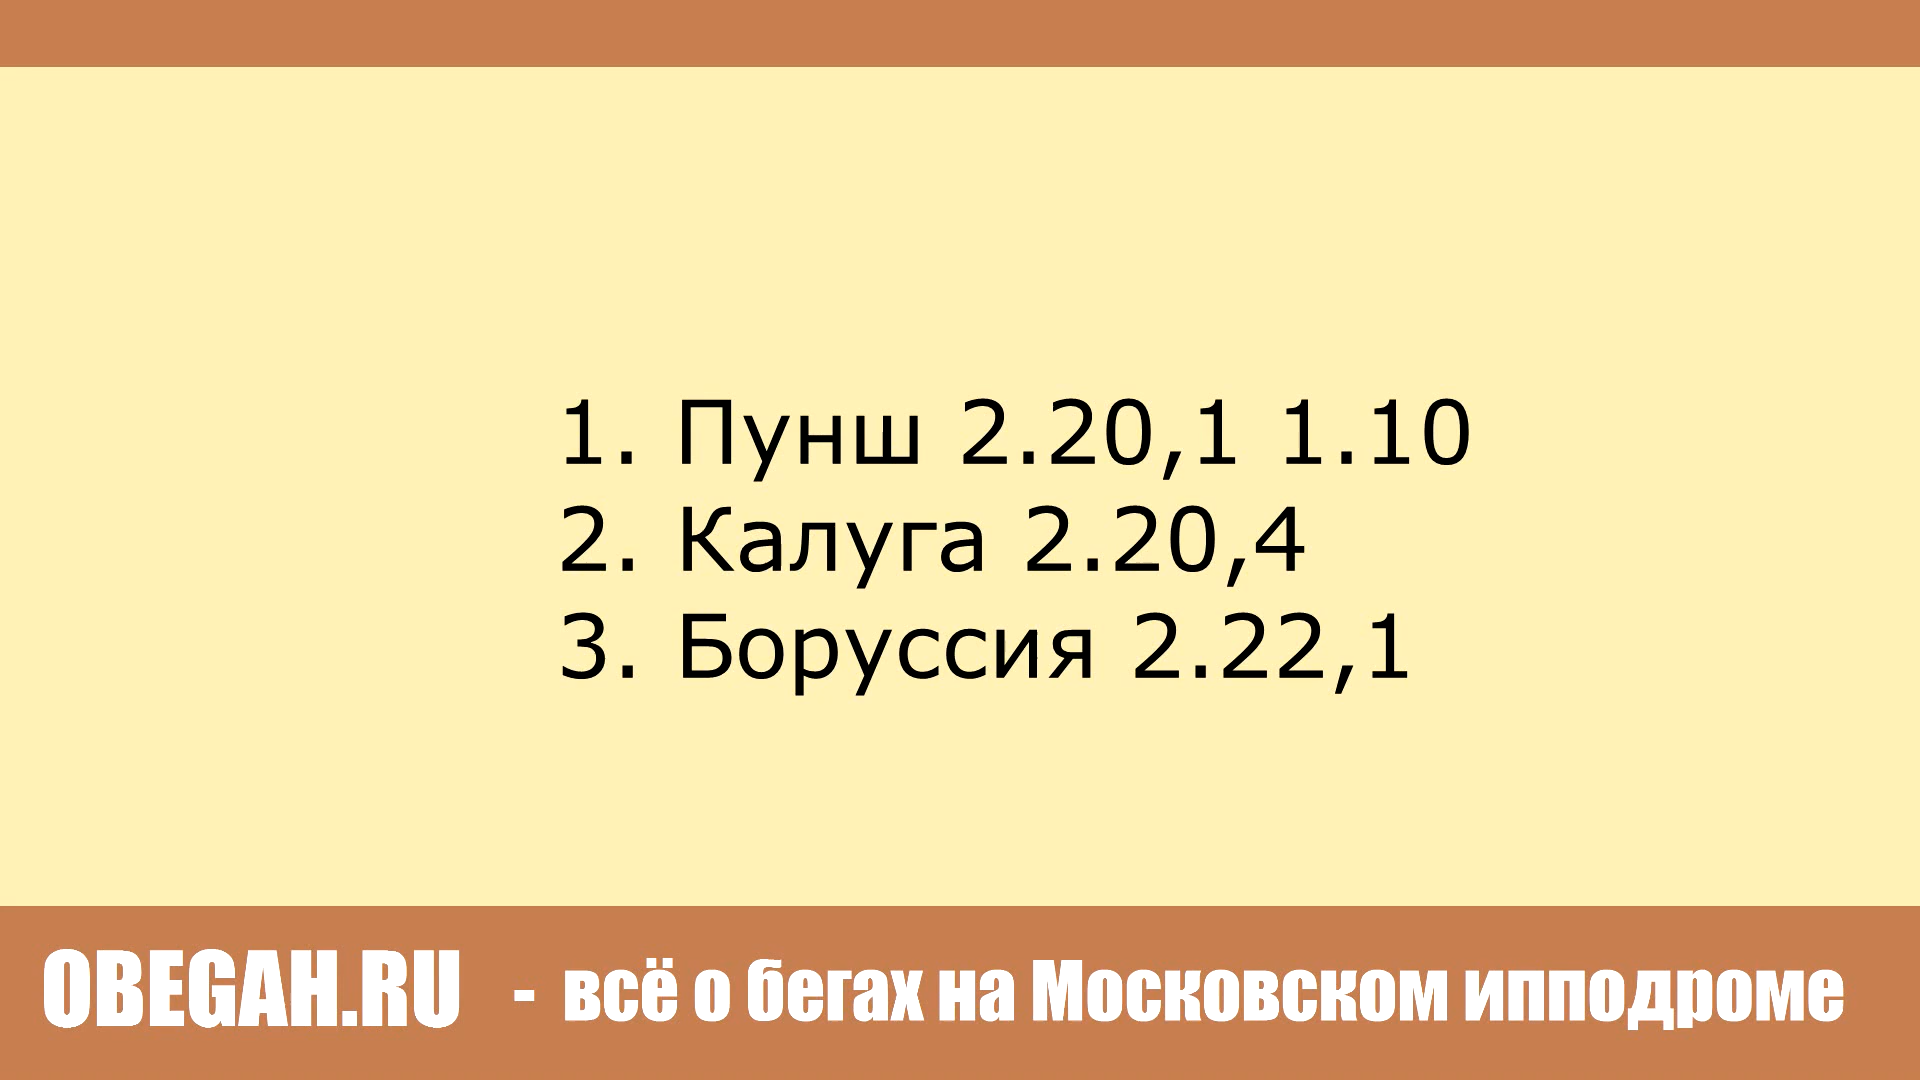 1. Пунш 2.20,1 1.10
2. Калуга 2.20,4
3. Боруссия 2.22,1
OBEGAH.RU - всё о бегах на Московском ипподроме